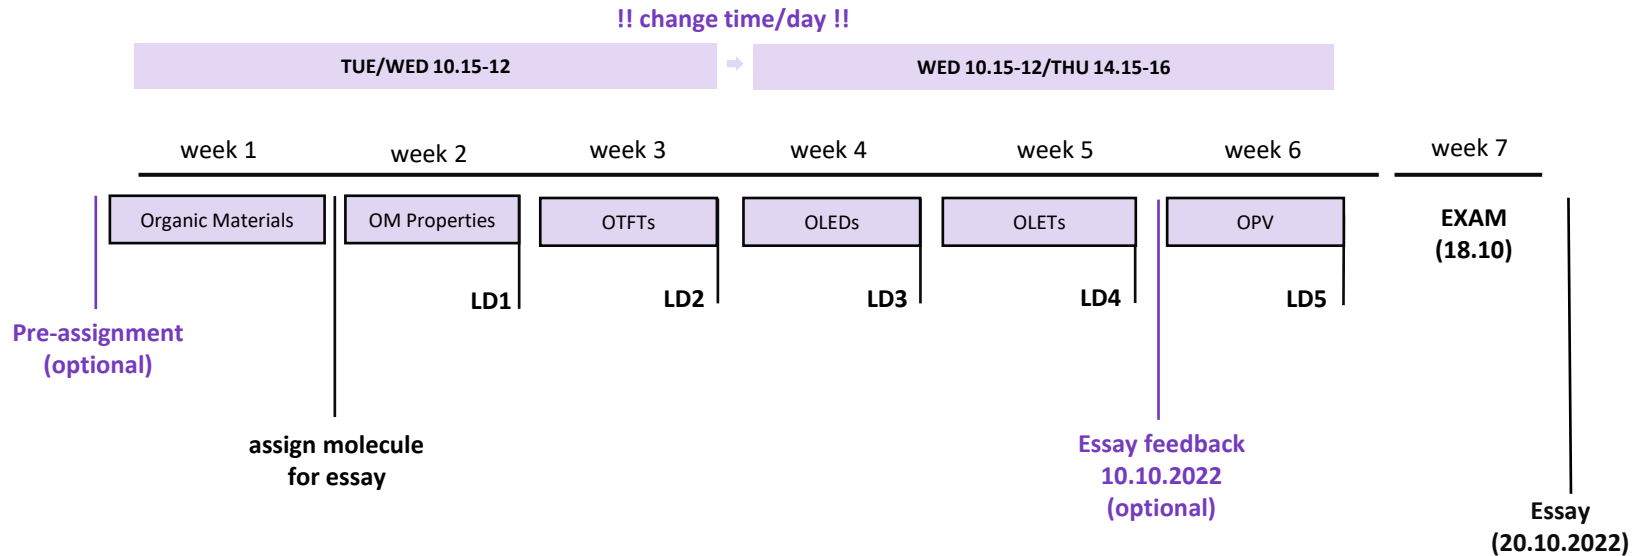 !! change time/day !!
TUE/WED 10.15-12
WED 10.15-12/THU 14.15-16
week 1
week 2
week 3
week 4
week 5
week 6
week 7
Organic Materials
OM Properties
OTFTs
OLEDs
OLETs
OPV
EXAM
(18.10)
LD1
LD2
LD3
LD4
LD5
Pre-assignment
(optional)
assign molecule
for essay
Essay feedback
10.10.2022
(optional)
Essay
(20.10.2022)